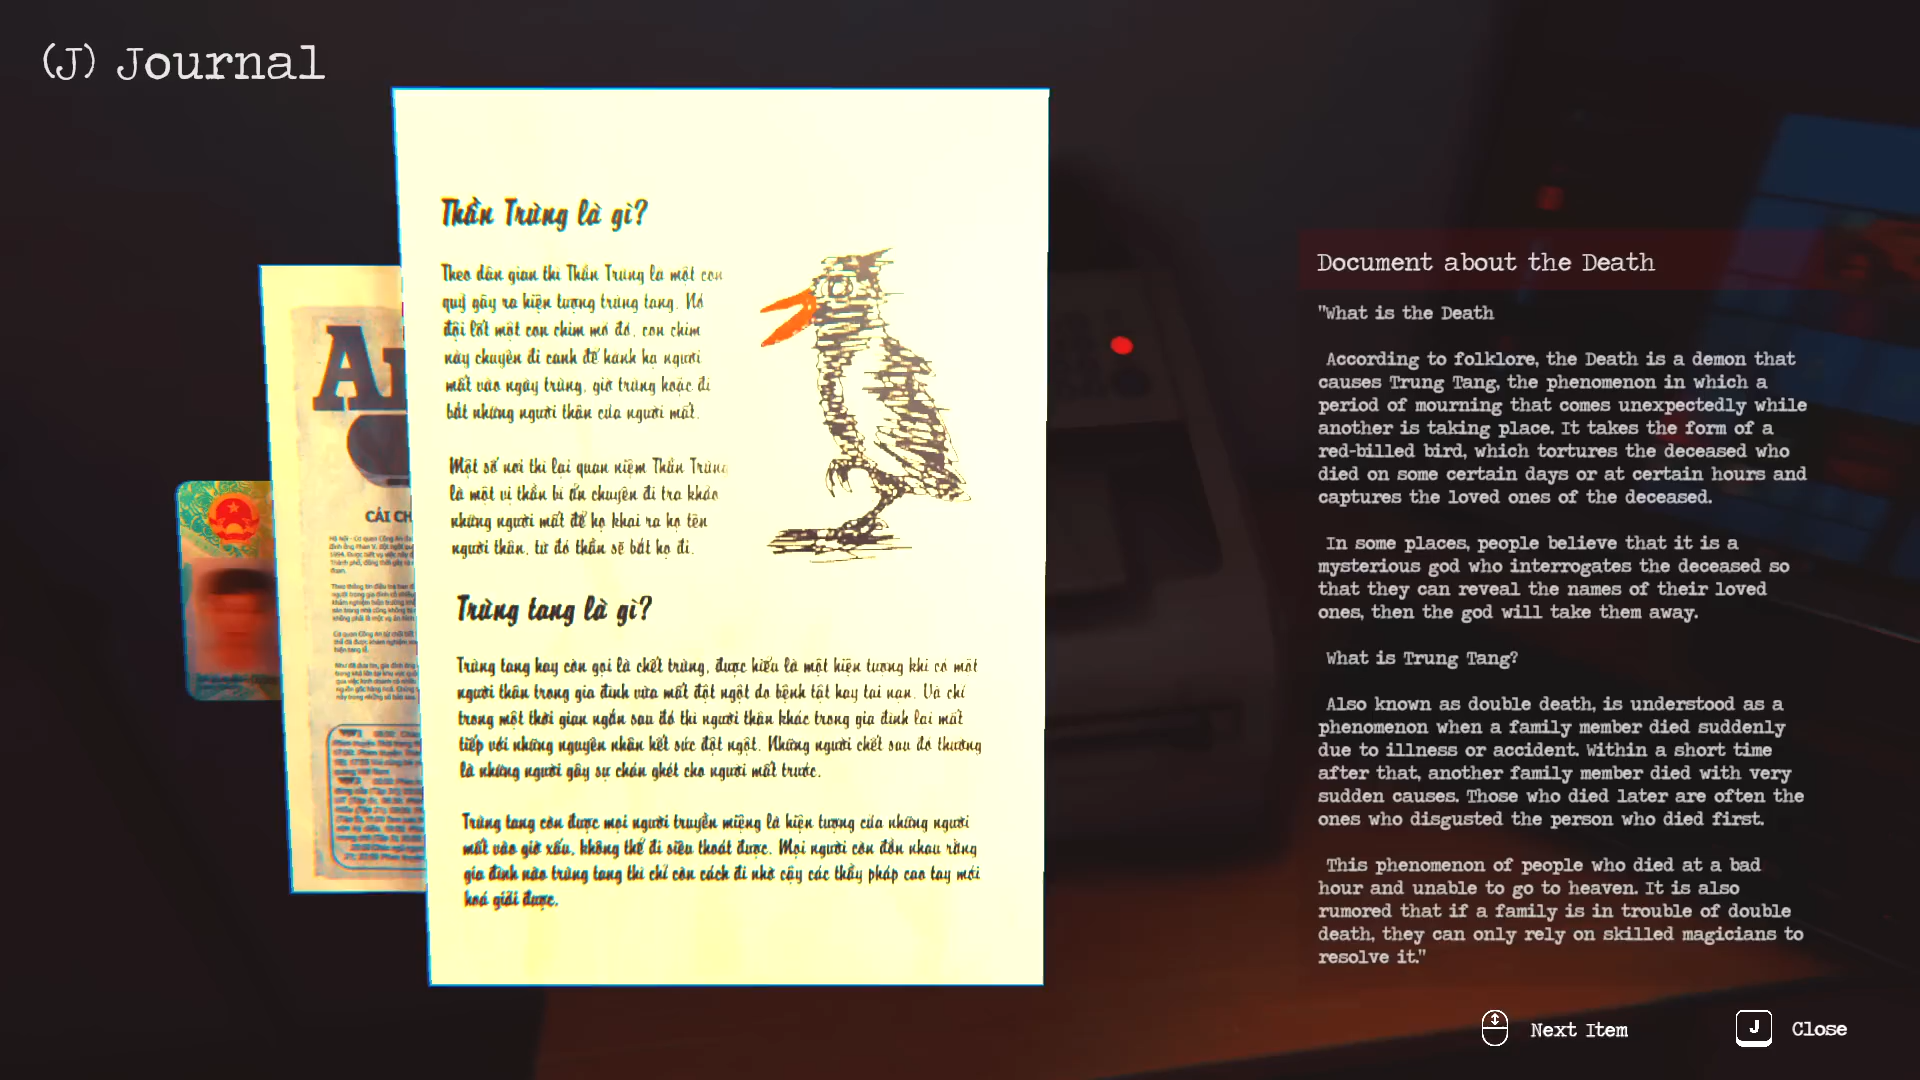 (J) Journal
Thần Trùng là gì?
Theo dân gian thì Thần Trùng là một con
quỷ gây ra hiện tượng trùng tang. Nó
đội lốt một con chim mỏ đỏ, con chim
này chuyên đi canh để hành hạ người
mất vào ngày trùng, giờ trùng hoặc đi
bắt những người thân của người mất.
Một số nơi thì lại quan niệm Thần Trùng
là một vị thần bí ẩn chuyên đi tra khảo
những người mất để họ khai ra họ tên
người thân, từ đó thần sẽ bắt họ đi.
Trùng tang là gì?
Trùng tang hay còn gọi là chết trùng, được hiểu là một hiện tượng khi có một
người thân trong gia đình vừa mất đột ngột do bệnh tật hay tai nạn. Và chỉ
trong một thời gian ngắn sau đó thì người thân khác trong gia đình lại mất
tiếp với những nguyên nhân hết sức đột ngột. Những người chết sau đó thường
là những người gây sự chán ghét cho người mất trước.
Trùng tang còn được mọi người truyền miệng là hiện tượng của những người
mất vào giờ xấu, không thể đi siêu thoát được. Mọi người còn đồn nhau rằng
gia đình nào trùng tang thì chỉ còn cách đi nhờ cậy các thầy pháp cao tay mới
hoá giải được.
CÁI CH
Document about the Death
"What is the Death
According to folklore, the Death is a demon that
causes Trung Tang, the phenomenon in which a
period of mourning that comes unexpectedly while
another is taking place. It takes the form of a
red-billed bird, which tortures the deceased who
died on some certain days or at certain hours and
captures the loved ones of the deceased.
In some places, people believe that it is a
mysterious god who interrogates the deceased so
that they can reveal the names of their loved
ones, then the god will take them away.
What is Trung Tang?
Also known as double death, is understood as a
phenomenon when a family member died suddenly
due to illness or accident. Within a short time
after that, another family member died with very
sudden causes. Those who died later are often the
ones who disgusted the person who died first.
This phenomenon of people who died at a bad
hour and unable to go to heaven. It is also
rumored that if a family is in trouble of double
death, they can only rely on skilled magicians to
resolve it."
Next Item
J Close